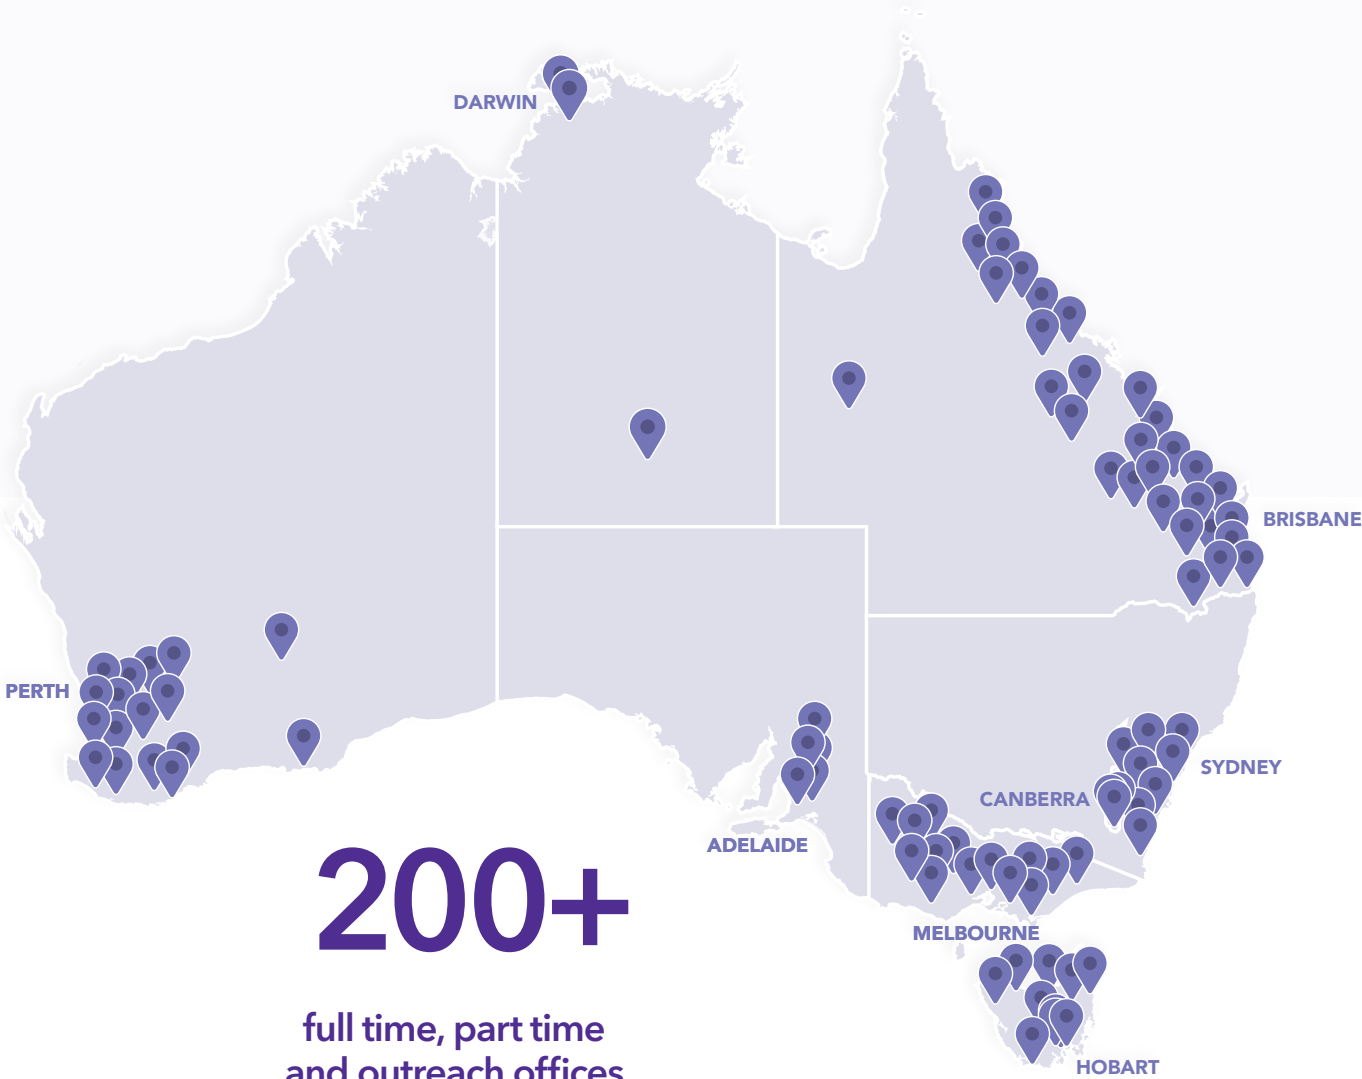 DARWIN
BRISBANE
PERTH
SYDNEY
CANBERRA
ADELAIDE
200+
MELBOURNE
full time, part time
and outreach offices
HOBART